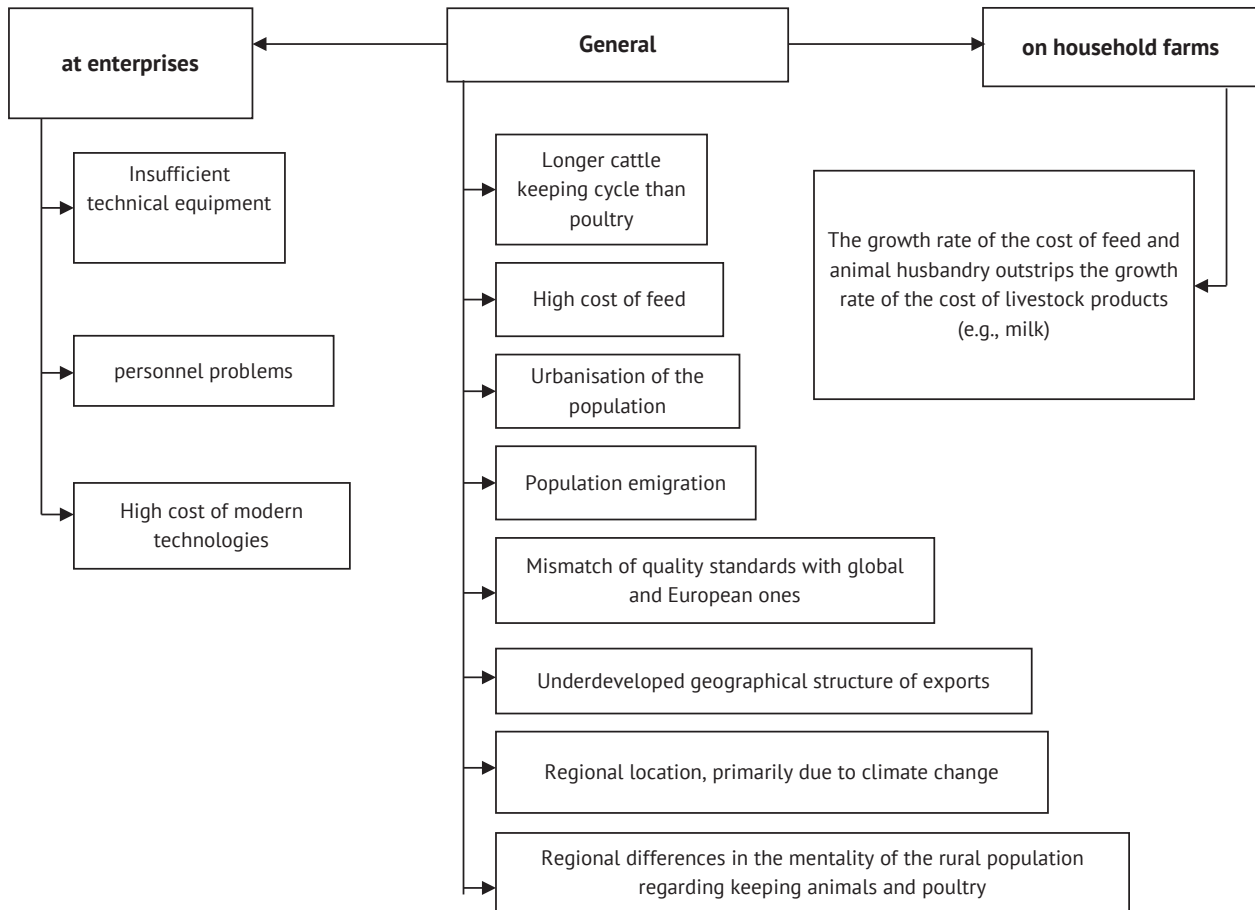 at enterprises
General
on household farms
Insufficient
technical equipment
personnel problems
High cost of modern
technologies
Longer cattle
keeping cycle than
poultry
High cost of feed
Urbanisation of the
population
Population emigration
Mismatch of quality standards with global
and European ones
Underdeveloped geographical structure of exports
Regional location, primarily due to climate change
Regional differences in the mentality of the rural population
regarding keeping animals and poultry
The growth rate of the cost of feed and
animal husbandry outstrips the growth
rate of the cost of livestock products
(e.g., milk)